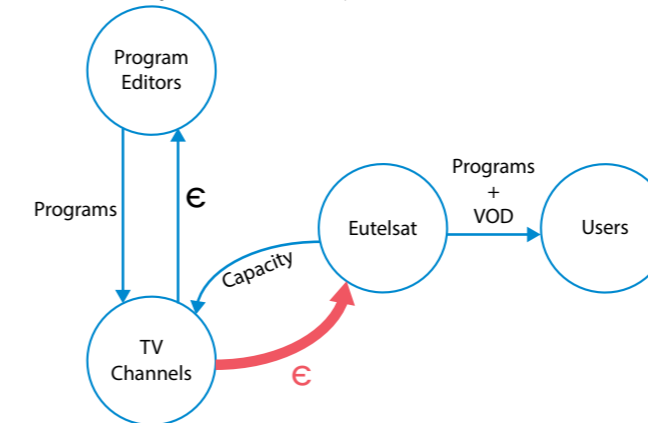 Program
Editors
Programs
€
Programs
+
VOD
Eutelsat
Users
Capacity
TV
Channels
€